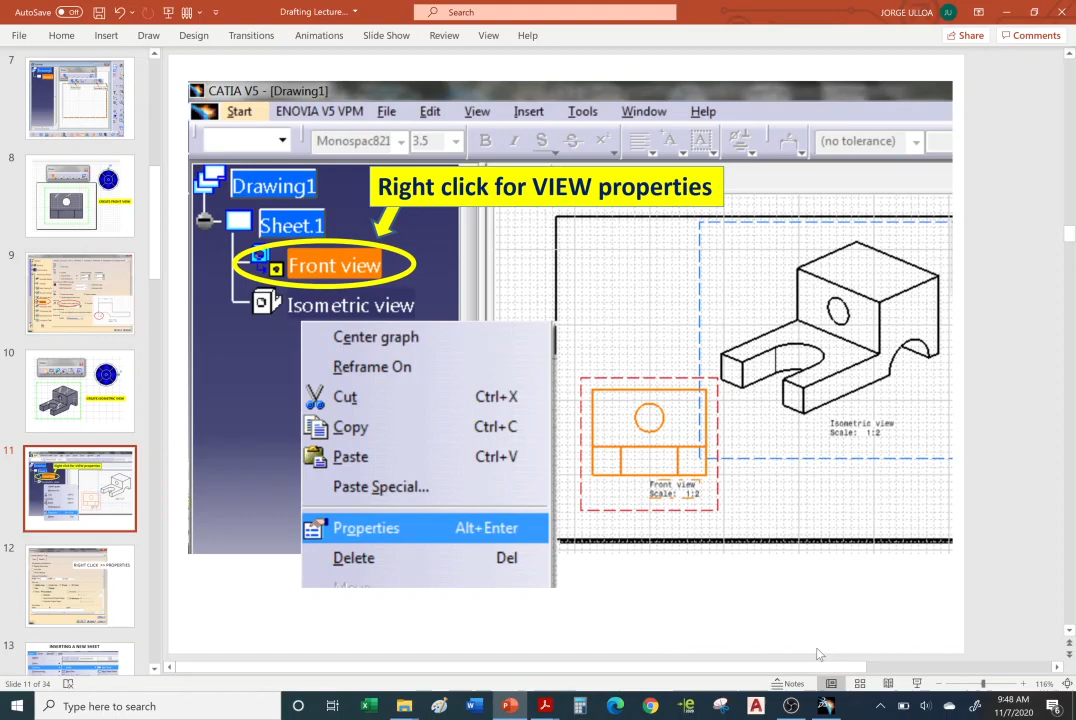 AutoSave Off
Drafting Lecture...
Search
JORGE ULLOA
JU
File Home Insert Draw Design Transitions Animations Slide Show Review View Help
Share
Comments
7
8
CREATE FRONT VIEW
9
10
CREATE ISOMETRIC VIEW
11
Right click for VIEW properties
12
RIGHT CLICK >> PROPERTIES
13
INSERTING A NEW SHEET
CATIA V5 - [Drawing1]
Start ENOVIA V5 VPM File Edit View Insert Tools Window Help
Monospac821 3.5 B I S S (no tolerance)
Drawing1
Right click for VIEW properties
Sheet.1
Front view
Isometric view
Center graph
Reframe On
Cut Ctrl+X
Copy Ctrl+C
Paste Ctrl+V
Paste Special...
Properties Alt+Enter
Delete Del
Isometric view
Scale: 1:2
Front view
Scale: 1:2
Slide 11 of 34
Notes
116%
Type here to search
9:48 AM
11/7/2020
6